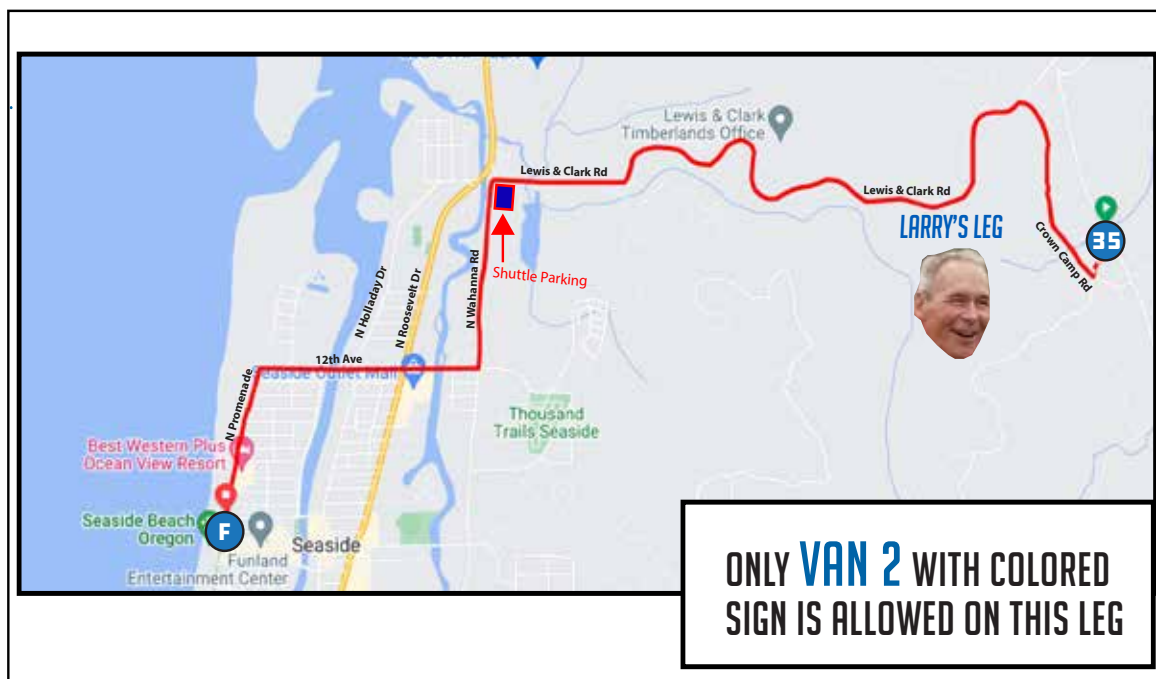 Lewis & Clark
Timberlands Office
Lewis & Clark Rd
Lewis & Clark Rd
LARRY'S LEG
35
Crown Camp Rd
Shuttle Parking
N Wahanna Rd
N Holladay Dr
N Roosevelt Dr
12th Ave
Seaside Outlet Mall
N Promenade
Thousand
Trails Seaside
Best Western Plus
Ocean View Resort
Seaside Beach
Oregon
F
Seaside
Funland
Entertainment Center
ONLY VAN 2 WITH COLORED
SIGN IS ALLOWED ON THIS LEG